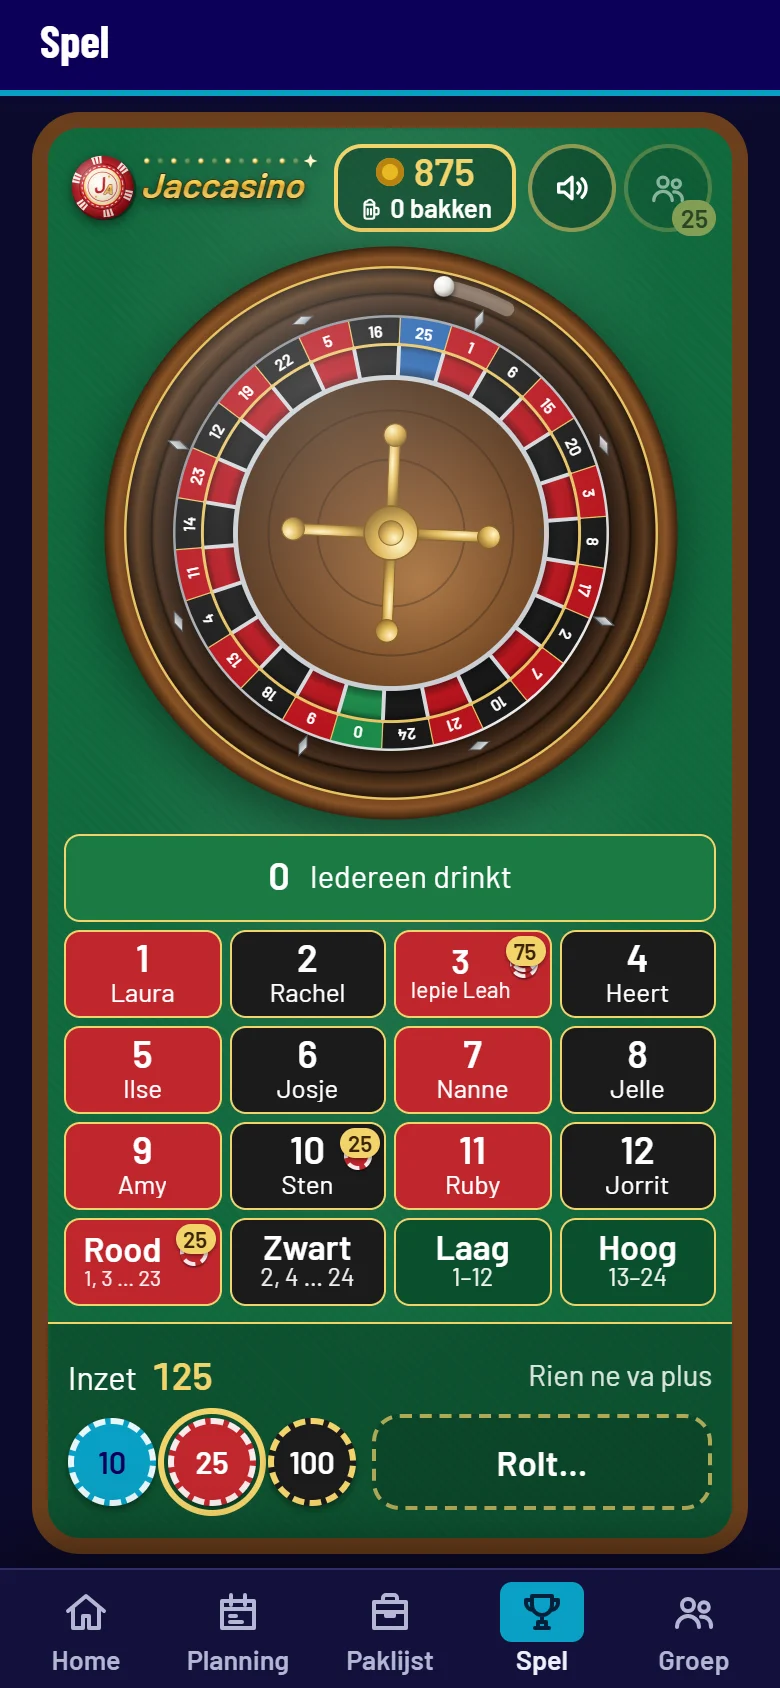 Spel
JA
Jaccasino
875
0 bakken
25
16
25
1
6
15
20
3
8
17
2
7
10
21
24
0
9
18
13
4
11
14
23
12
19
22
5
0 Iedereen drinkt
1
Laura
2
Rachel
3
75
Iepie Leah
4
Heert
5
Ilse
6
Josje
7
Nanne
8
Jelle
9
Amy
10
25
Sten
11
Ruby
12
Jorrit
Rood
25
1, 3 ... 23
Zwart
2, 4 ... 24
Laag
1–12
Hoog
13–24
Inzet 125
Rien ne va plus
10
25
100
Rolt...
Home
Planning
Paklijst
Spel
Groep